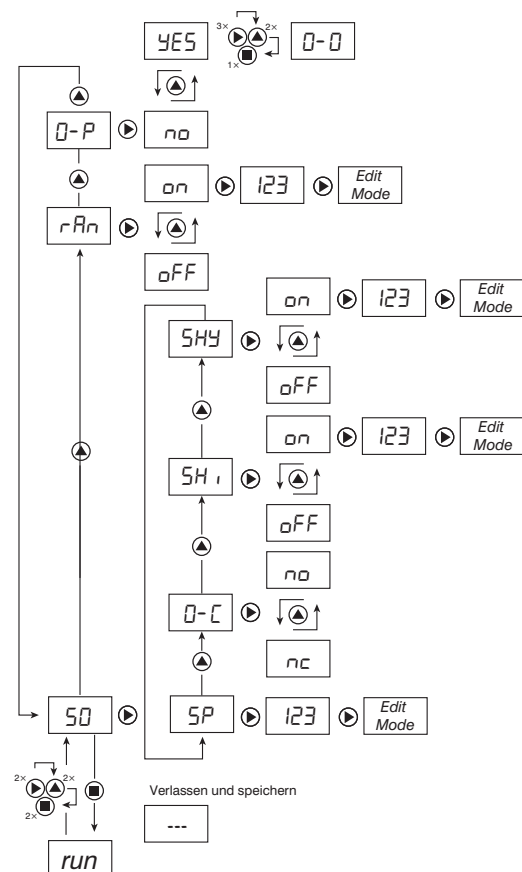 YES 3× 2× 1× 0-0
0-P no
on 123 Edit Mode
rAn
oFF
on 123 Edit Mode
SHY
oFF
on 123 Edit Mode
SHi
oFF
no
0-C
nc
S0 SP 123 Edit Mode
2× 2× 2×
Verlassen und speichern
---
run